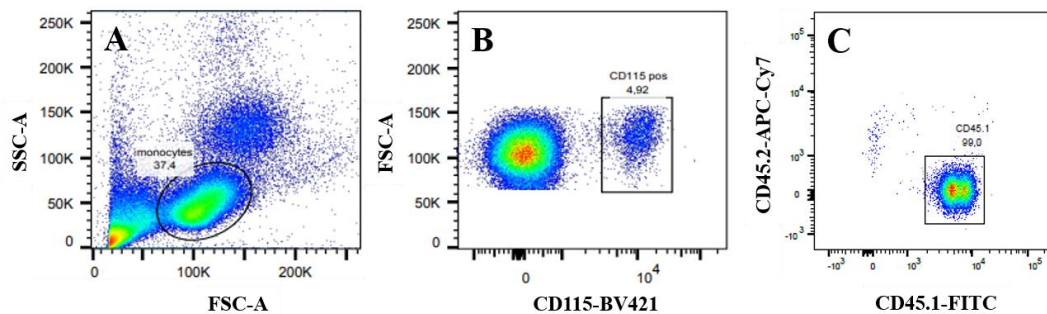 A
250K
200K
150K
100K
50K
0
SSC-A
monocytes
37,4
0
100K
200K
FSC-A
B
250K
200K
150K
100K
50K
0
FSC-A
CD115 pos
4,92
0
10^4
CD115-BV421
C
10^5
10^4
10^3
0
-10^3
CD45.2-APC-Cy7
CD45.1
99,0
-10^3
0
10^3
10^4
10^5
CD45.1-FITC